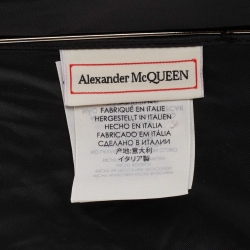 Alexander McQUEEN
FABRIQUÉ EN ITALIE
HERGESTELLT IN ITALIEN
HECHO EN ITALIA
FABRICADO EM ITÁLIA
СДЕЛАНО В ИТАЛИИ
产地:意大利
イタリア製